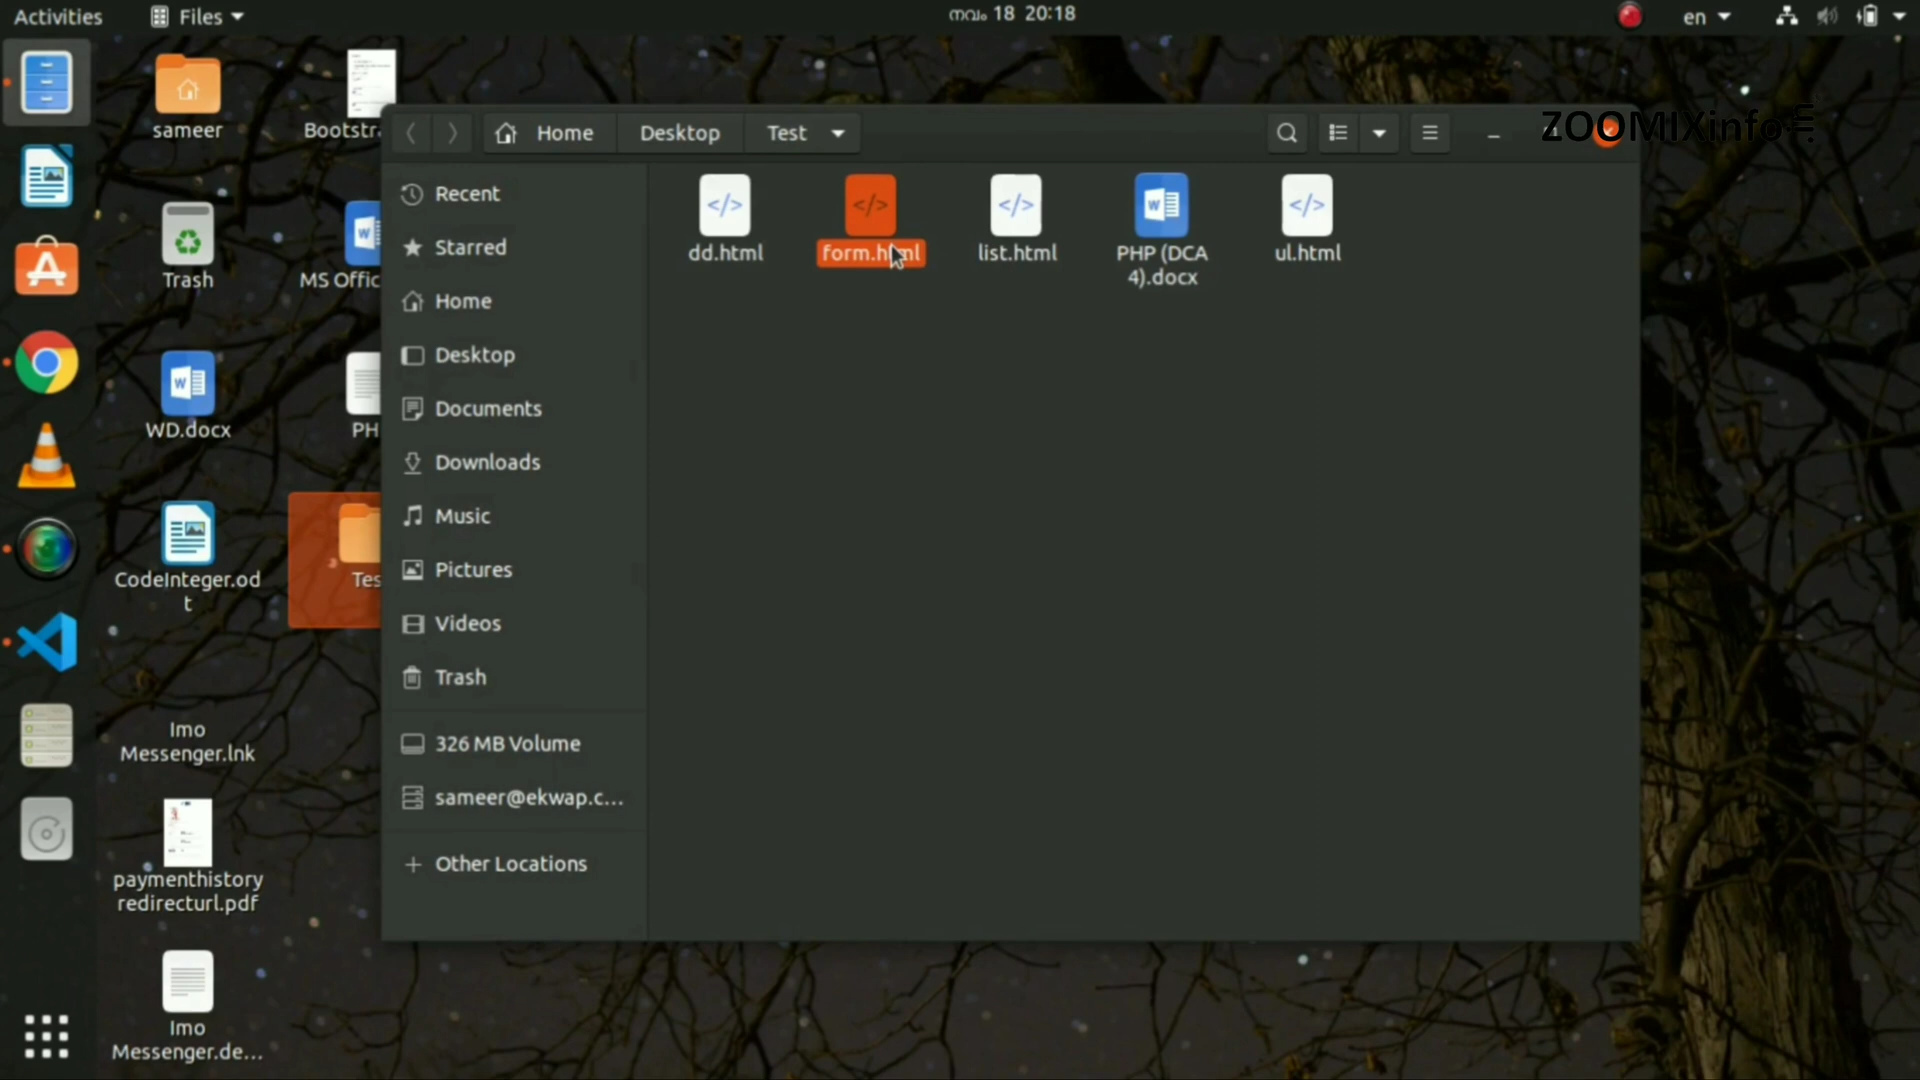 Activities
Files
നവം 18 20:18
en
sameer
Bootstr
Trash
MS Offic
WD.docx
PH
CodeInteger.od
t
Tes
Imo
Messenger.lnk
paymenthistory
redirecturl.pdf
Imo
Messenger.de...
Home
Desktop
Test
ZOOMIXinfo
Recent
Starred
Home
Desktop
Documents
Downloads
Music
Pictures
Videos
Trash
326 MB Volume
sameer@ekwap.c...
Other Locations
dd.html
form.html
list.html
PHP (DCA
4).docx
ul.html